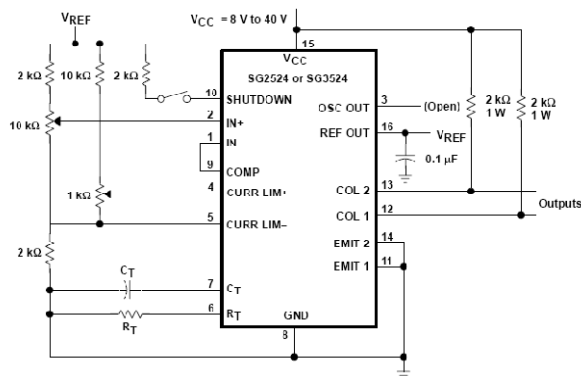 VREF
VCC = 8 V to 40 V
15
VCC
SG2524 or SG3524
2 kΩ
10 kΩ
2 kΩ
10
SHUTDOWN
OSC OUT
3
(Open)
2 kΩ
1 W
2 kΩ
1 W
10 kΩ
2
IN+
REF OUT
16
VREF
1
IN
0.1 µF
9
COMP
4
CURR LIM+
COL 2
13
1 kΩ
Outputs
5
CURR LIM–
COL 1
12
2 kΩ
EMIT 2
14
EMIT 1
11
CT
7
CT
6
RT
RT
GND
8